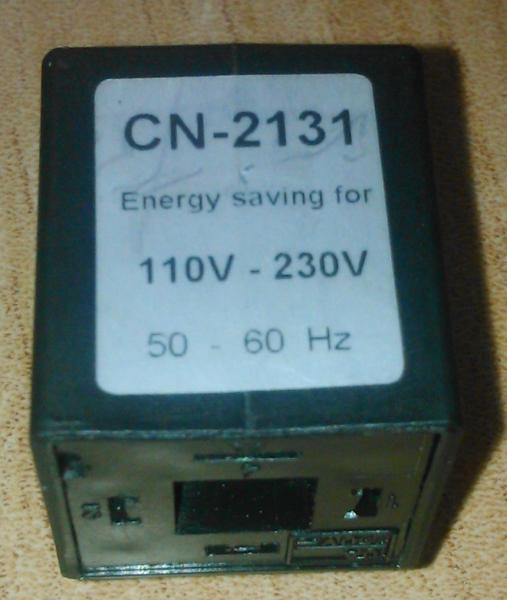 CN-2131
Energy saving for
110V - 230V
50 - 60 Hz